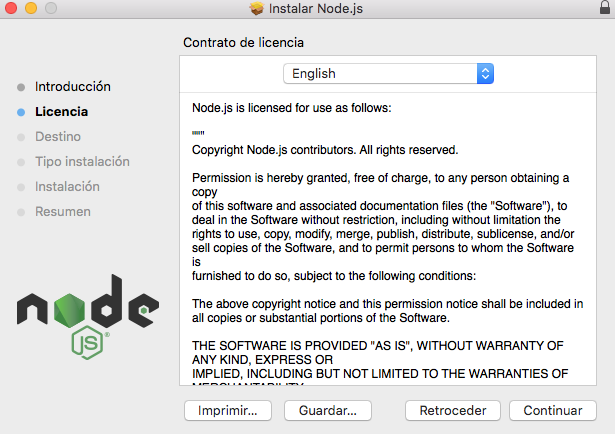 Instalar Node.js
Introducción
Licencia
Destino
Tipo instalación
Instalación
Resumen
node
JS
®
Contrato de licencia
English
Node.js is licensed for use as follows:
"""
Copyright Node.js contributors. All rights reserved.
Permission is hereby granted, free of charge, to any person obtaining a
copy
of this software and associated documentation files (the "Software"), to
deal in the Software without restriction, including without limitation the
rights to use, copy, modify, merge, publish, distribute, sublicense, and/or
sell copies of the Software, and to permit persons to whom the Software
is
furnished to do so, subject to the following conditions:
The above copyright notice and this permission notice shall be included in
all copies or substantial portions of the Software.
THE SOFTWARE IS PROVIDED "AS IS", WITHOUT WARRANTY OF
ANY KIND, EXPRESS OR
IMPLIED, INCLUDING BUT NOT LIMITED TO THE WARRANTIES OF
MERCHANTABILITY,
Imprimir...
Guardar...
Retroceder
Continuar